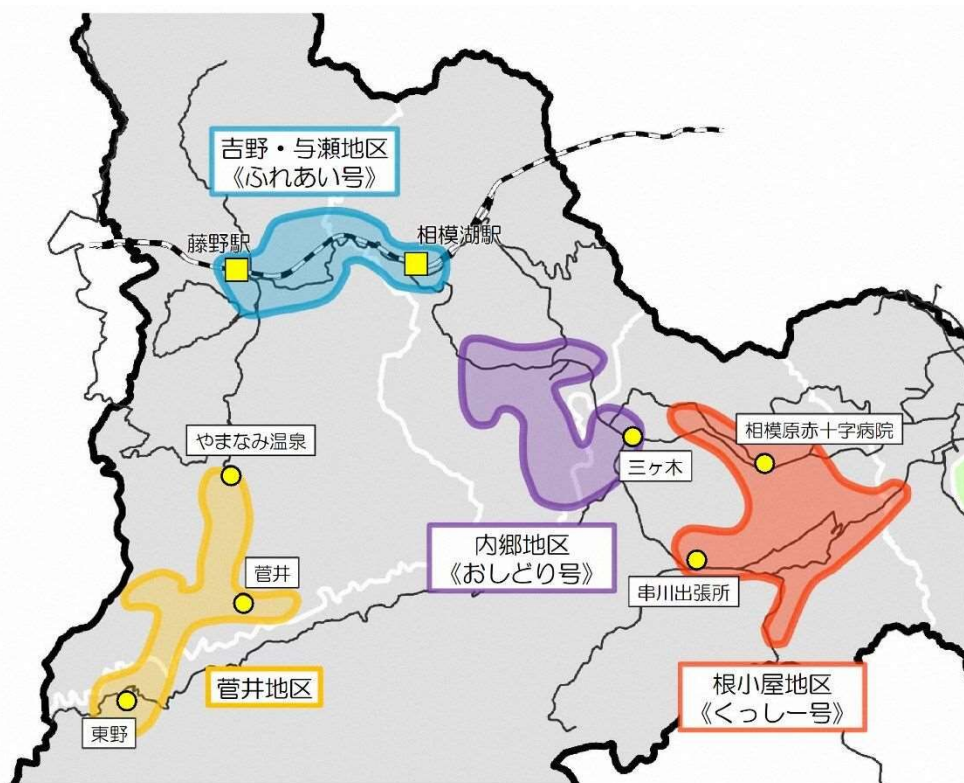 吉野・与瀬地区
《ふれあい号》
藤野駅
相模湖駅
やまなみ温泉
相模原赤十字病院
三ヶ木
内郷地区
《おしどり号》
菅井
串川出張所
菅井地区
根小屋地区
《くっしー号》
東野